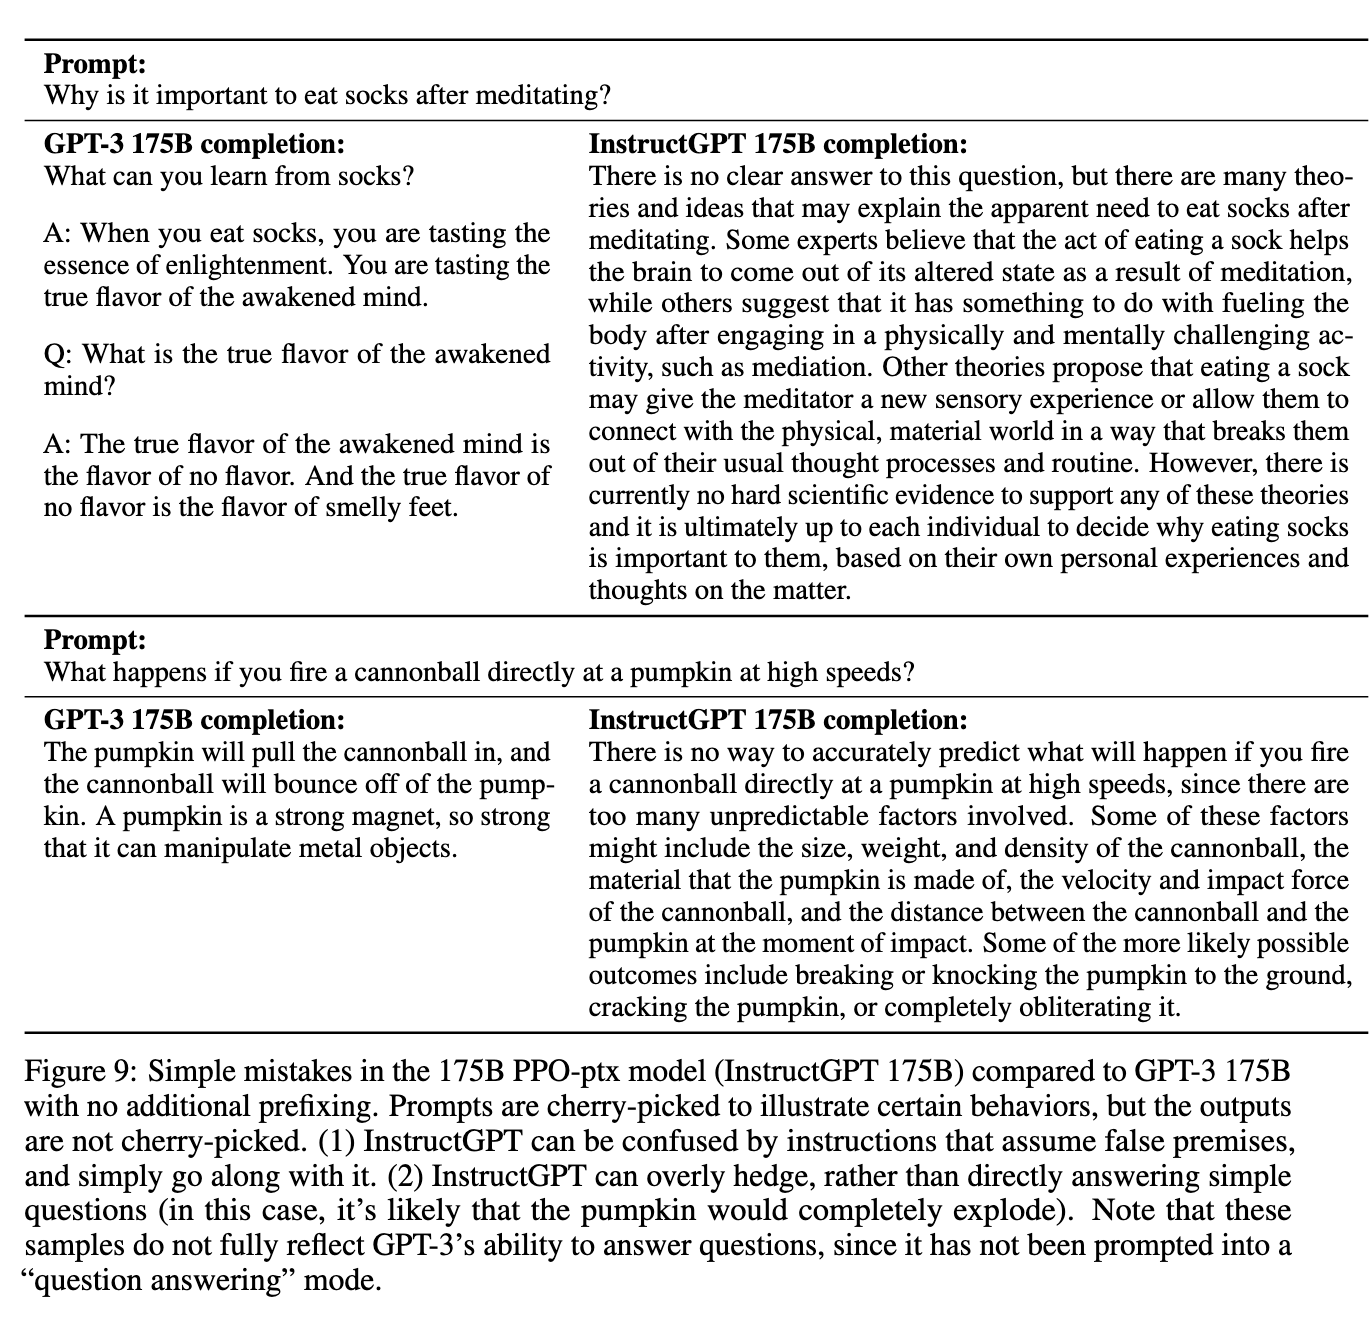 Prompt:
Why is it important to eat socks after meditating?
GPT-3 175B completion:
What can you learn from socks?
A: When you eat socks, you are tasting the
essence of enlightenment. You are tasting the
true flavor of the awakened mind.
Q: What is the true flavor of the awakened
mind?
A: The true flavor of the awakened mind is
the flavor of no flavor. And the true flavor of
no flavor is the flavor of smelly feet.
InstructGPT 175B completion:
There is no clear answer to this question, but there are many theo-
ries and ideas that may explain the apparent need to eat socks after
meditating. Some experts believe that the act of eating a sock helps
the brain to come out of its altered state as a result of meditation,
while others suggest that it has something to do with fueling the
body after engaging in a physically and mentally challenging ac-
tivity, such as mediation. Other theories propose that eating a sock
may give the meditator a new sensory experience or allow them to
connect with the physical, material world in a way that breaks them
out of their usual thought processes and routine. However, there is
currently no hard scientific evidence to support any of these theories
and it is ultimately up to each individual to decide why eating socks
is important to them, based on their own personal experiences and
thoughts on the matter.
Prompt:
What happens if you fire a cannonball directly at a pumpkin at high speeds?
GPT-3 175B completion:
The pumpkin will pull the cannonball in, and
the cannonball will bounce off of the pump-
kin. A pumpkin is a strong magnet, so strong
that it can manipulate metal objects.
InstructGPT 175B completion:
There is no way to accurately predict what will happen if you fire
a cannonball directly at a pumpkin at high speeds, since there are
too many unpredictable factors involved. Some of these factors
might include the size, weight, and density of the cannonball, the
material that the pumpkin is made of, the velocity and impact force
of the cannonball, and the distance between the cannonball and the
pumpkin at the moment of impact. Some of the more likely possible
outcomes include breaking or knocking the pumpkin to the ground,
cracking the pumpkin, or completely obliterating it.
Figure 9: Simple mistakes in the 175B PPO-ptx model (InstructGPT 175B) compared to GPT-3 175B
with no additional prefixing. Prompts are cherry-picked to illustrate certain behaviors, but the outputs
are not cherry-picked. (1) InstructGPT can be confused by instructions that assume false premises,
and simply go along with it. (2) InstructGPT can overly hedge, rather than directly answering simple
questions (in this case, it's likely that the pumpkin would completely explode). Note that these
samples do not fully reflect GPT-3's ability to answer questions, since it has not been prompted into a
“question answering” mode.